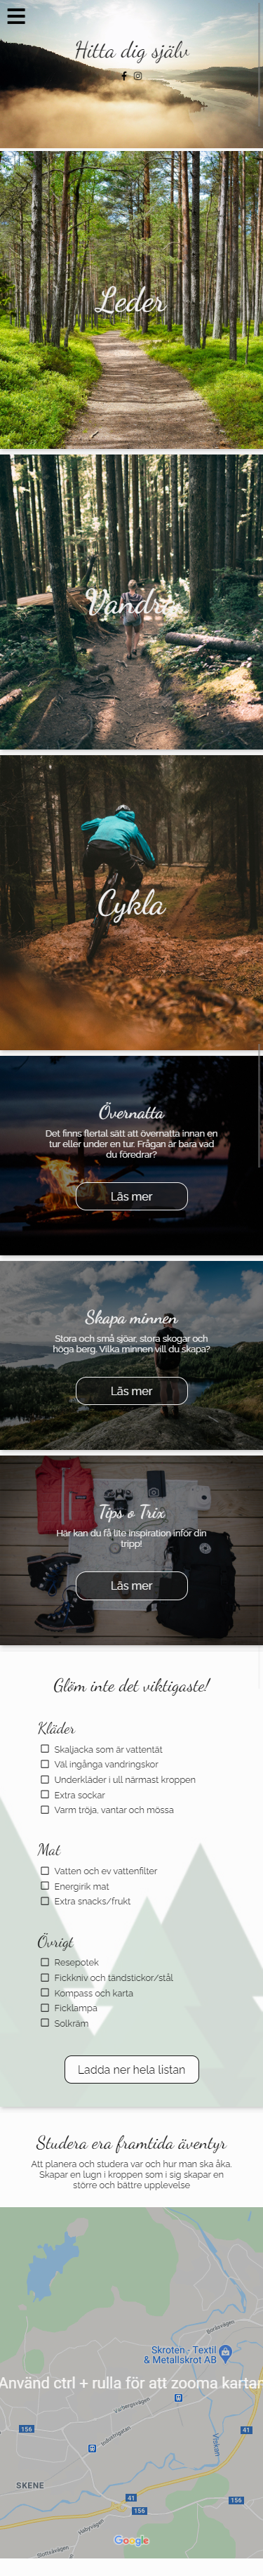 Hitta dig själv
Leder
Vandra
Cykla
Övernatta
Det finns flertal sätt att övernatta innan en
tur eller under en tur. Frågan är bara vad
du föredrar?
Läs mer
Skapa minnen
Stora och små sjöar, stora skogar och
höga berg. Vilka minnen vill du skapa?
Läs mer
Tips o Trix
Här kan du få lite inspiration inför din
tripp!
Läs mer
Glöm inte det viktigaste!
Kläder
Skaljacka som är vattentät
Väl ingånga vandringskor
Underkläder i ull närmast kroppen
Extra sockar
Varm tröja, vantar och mössa
Mat
Vatten och ev vattenfilter
Energirik mat
Extra snacks/frukt
Övrigt
Resepotek
Fickkniv och tändstickor/stål
Kompass och karta
Ficklampa
Solkräm
Ladda ner hela listan
Studera era framtida äventyr
Att planera och studera var och hur man ska åka.
Skapar en lugn i kroppen som i sig skapar en
större och bättre upplevelse
Skroten - Textil
& Metallskrot AB
Använd ctrl + rulla för att zooma kartan
Varbergsvägen
156
41
Viskan
SKENE
156
41
156
Google